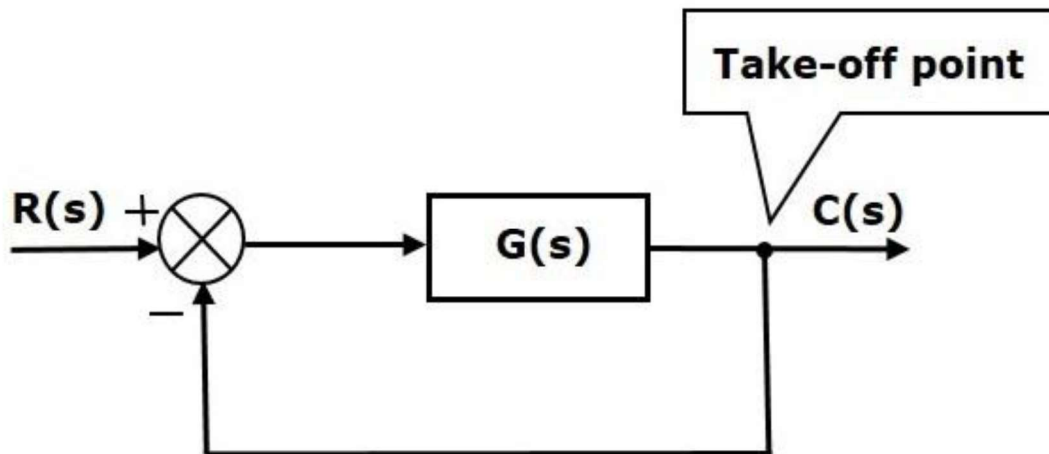 Take-off point
R(s) +
G(s)
C(s)
−